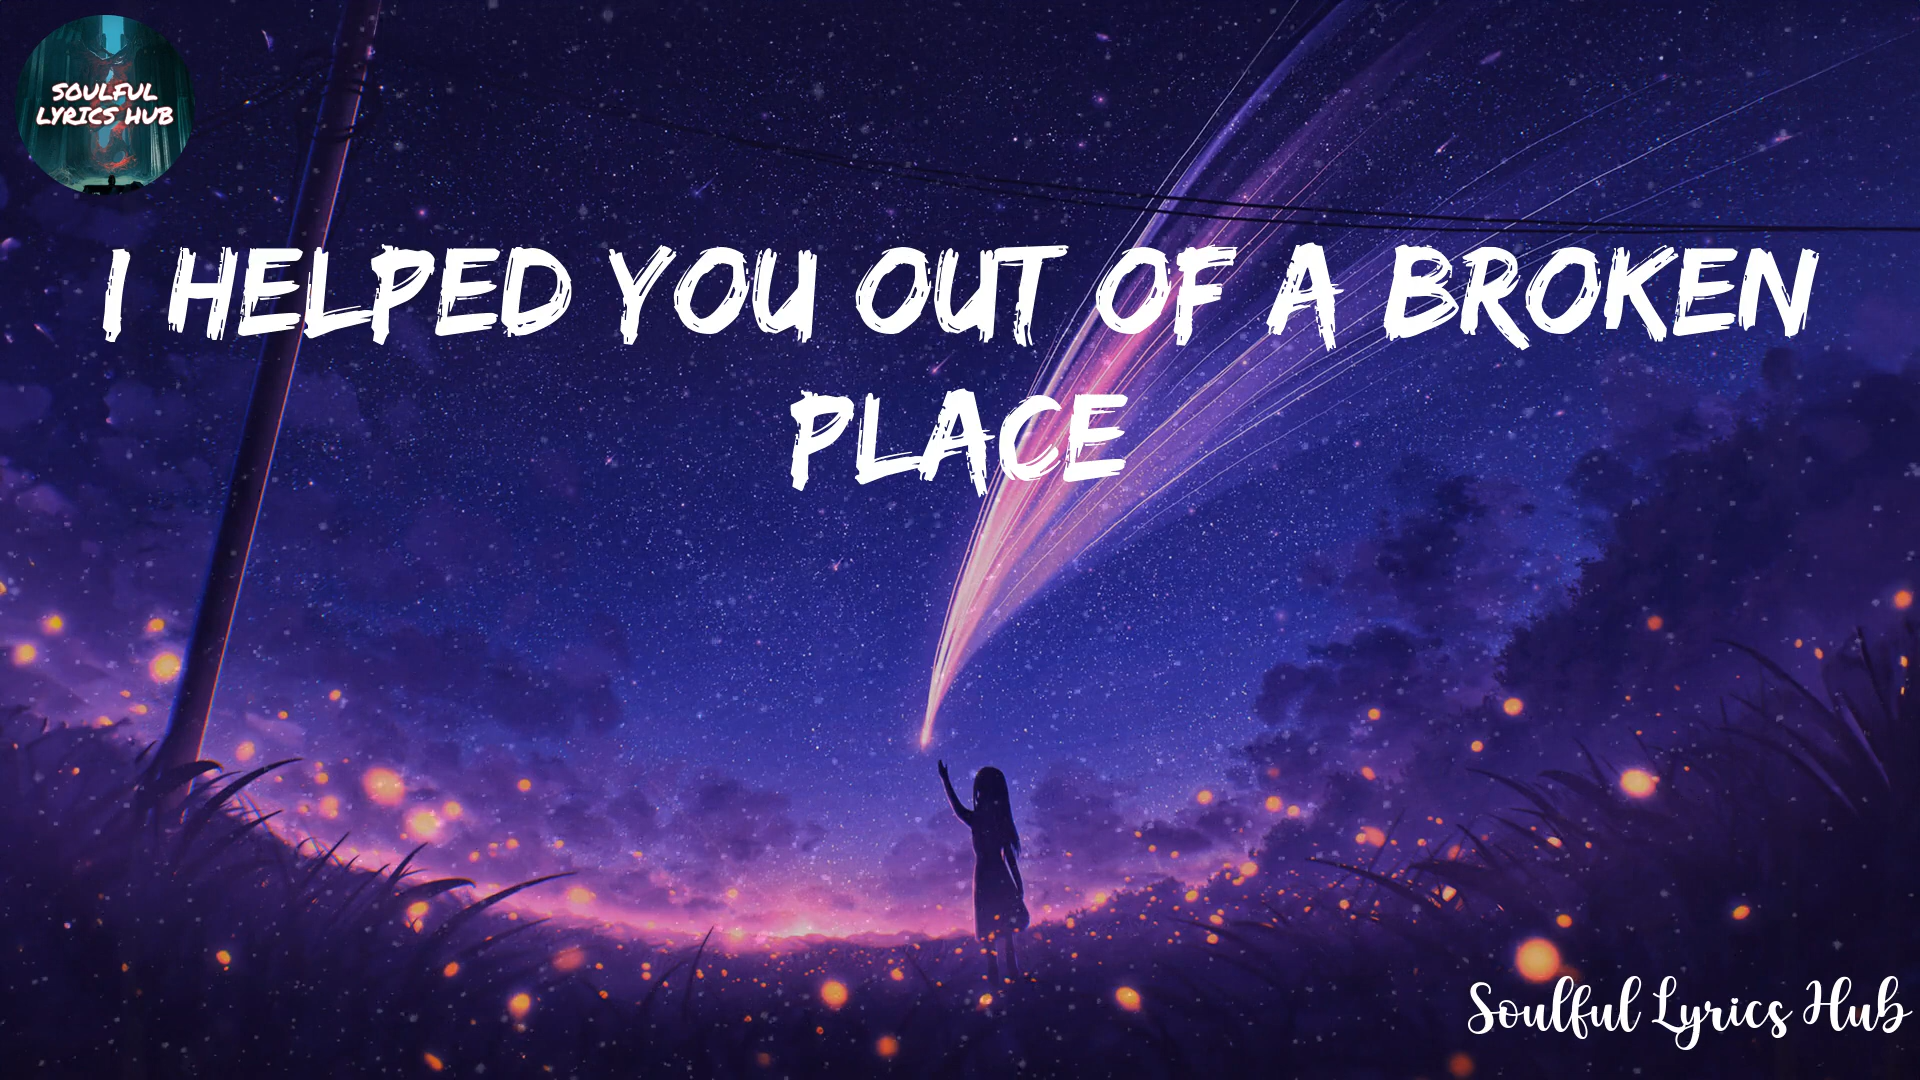 SOULFUL
LYRICS HUB
I HELPED YOU OUT OF A BROKEN
PLACE
Soulful Lyrics Hub